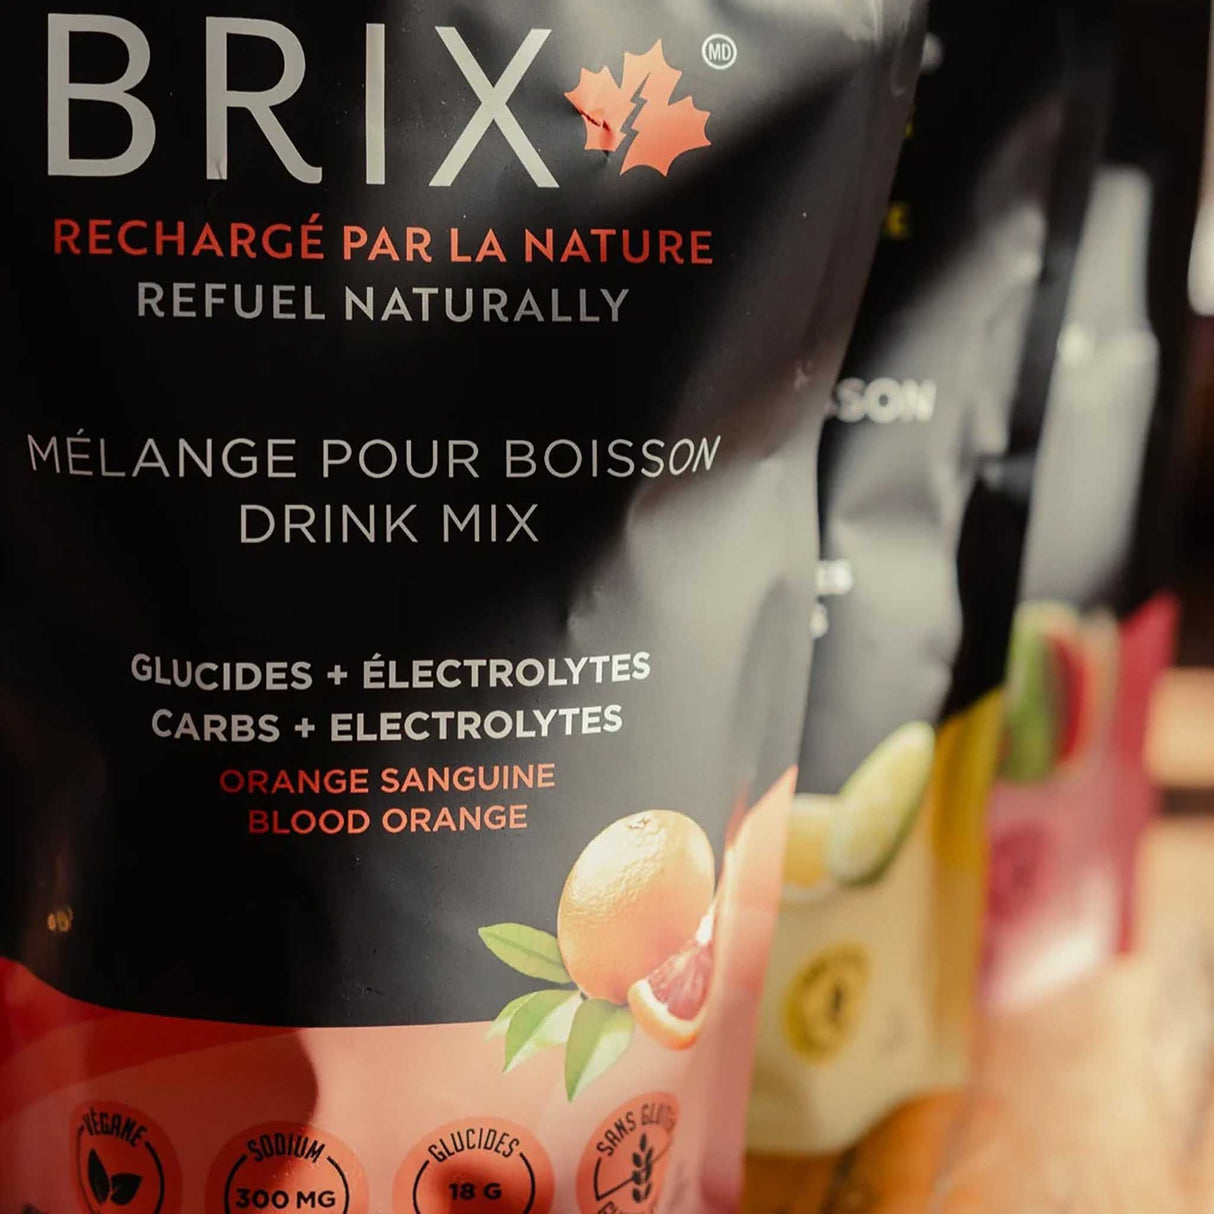 BRIX
MD
RECHARGÉ PAR LA NATURE
REFUEL NATURALLY
MÉLANGE POUR BOISSON
DRINK MIX
GLUCIDES + ÉLECTROLYTES
CARBS + ELECTROLYTES
ORANGE SANGUINE
BLOOD ORANGE
VÉGANE
SODIUM
300 MG
GLUCIDES
18 G
SANS